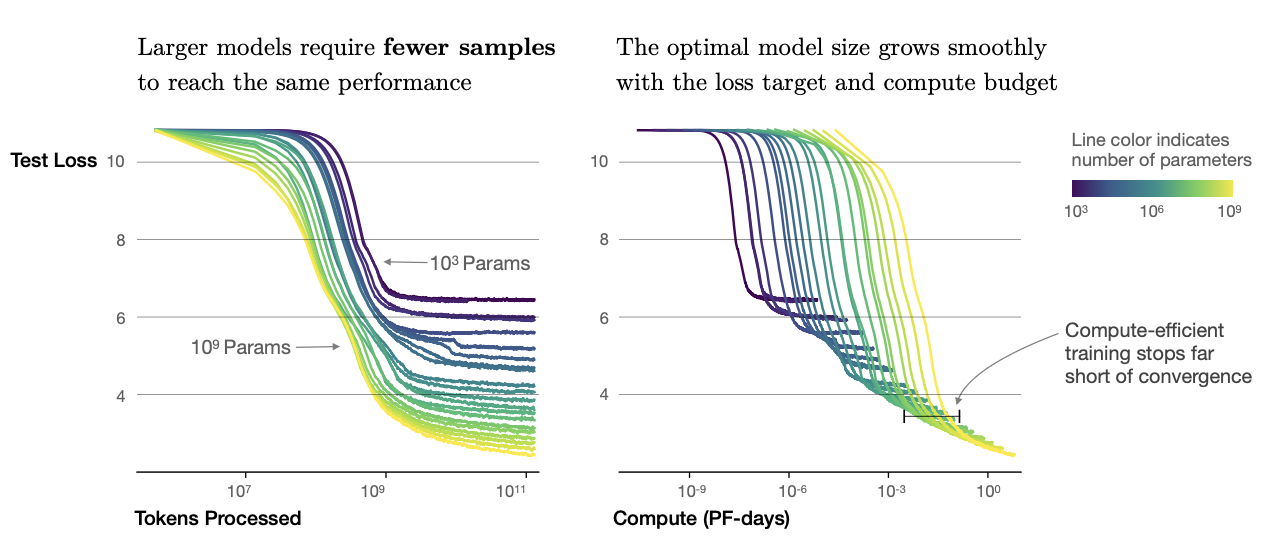 Larger models require fewer samples
to reach the same performance
The optimal model size grows smoothly
with the loss target and compute budget
Test Loss
10
8
6
4
10³ Params
10⁹ Params
10⁷
10⁹
10¹¹
Tokens Processed
10
8
6
4
10⁻⁹
10⁻⁶
10⁻³
10⁰
Compute (PF-days)
Line color indicates
number of parameters
10³
10⁶
10⁹
Compute-efficient
training stops far
short of convergence